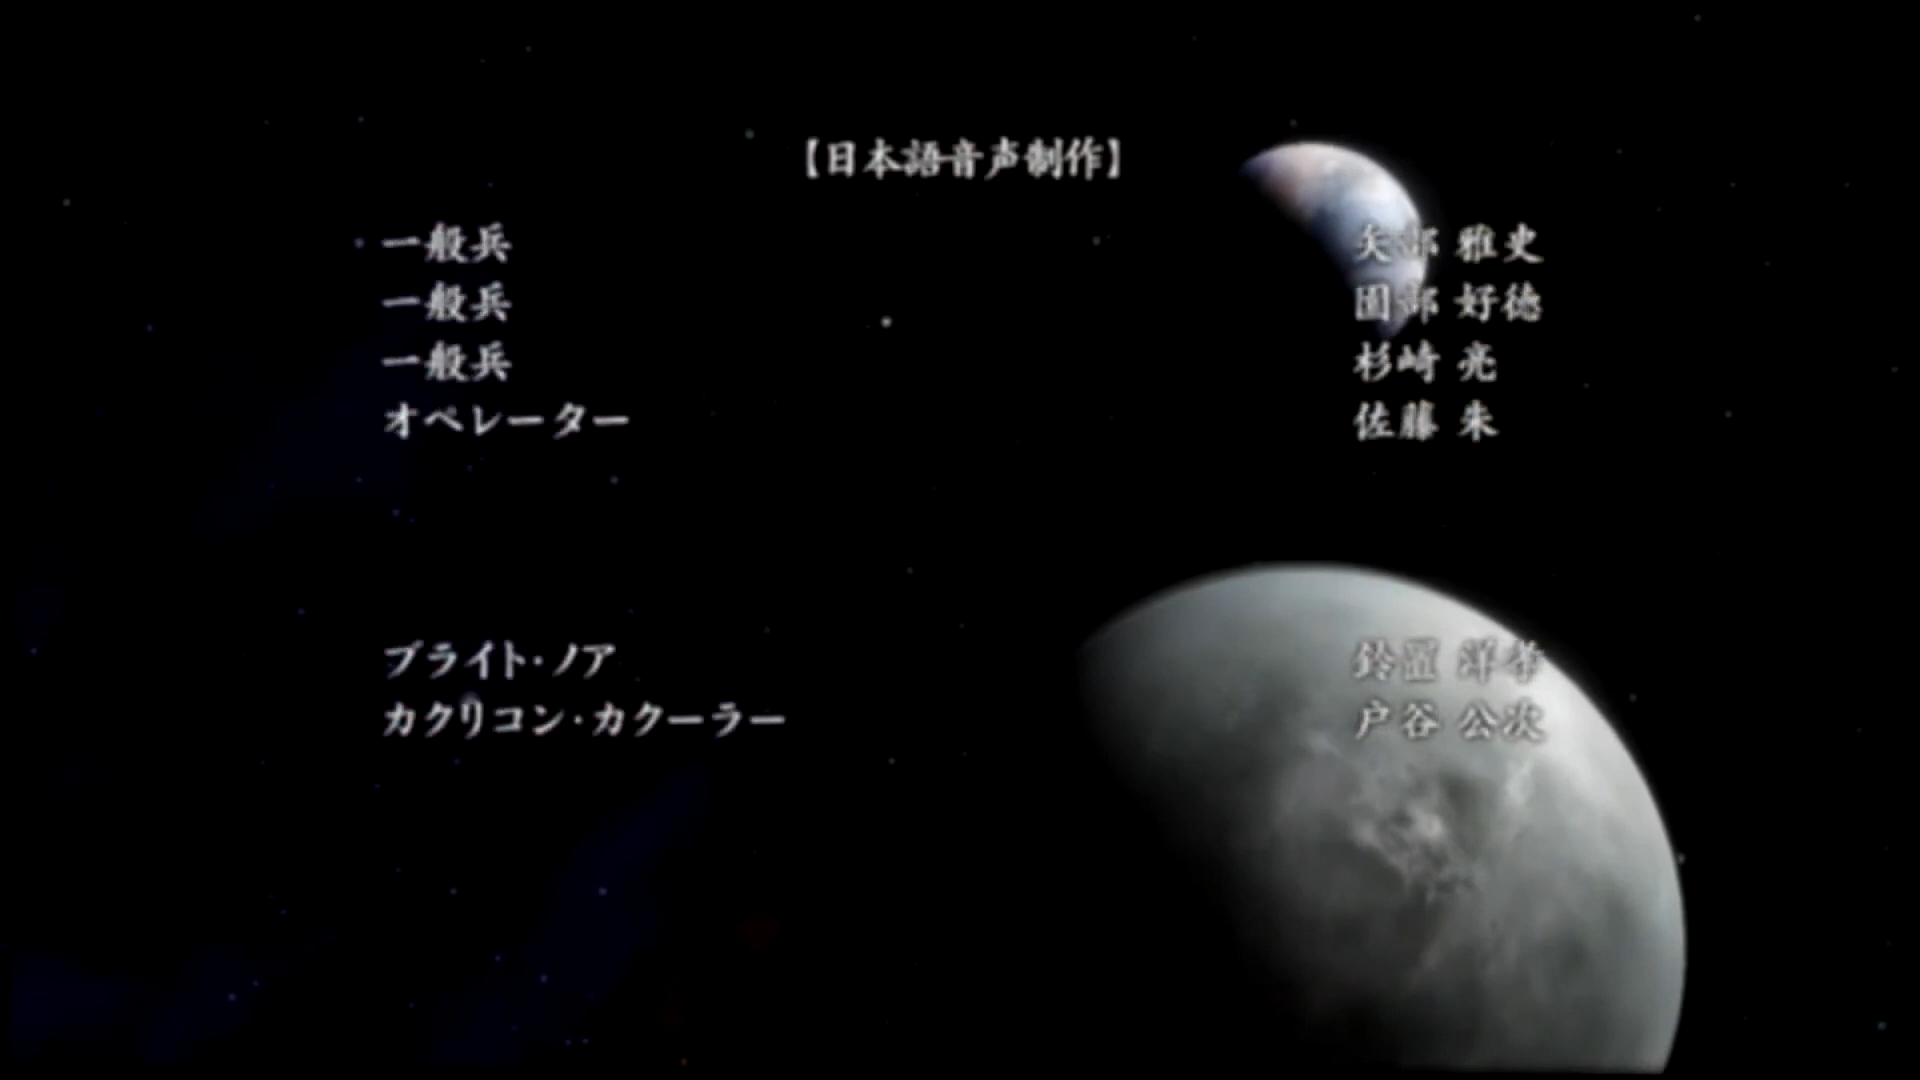 【日本語音声制作】
一般兵 矢部 雅史
一般兵 園部 好徳
一般兵 杉崎 亮
オペレーター 佐藤 朱
ブライト・ノア 鈴置 洋孝
カクリコン・カクーラー 戸谷 公次